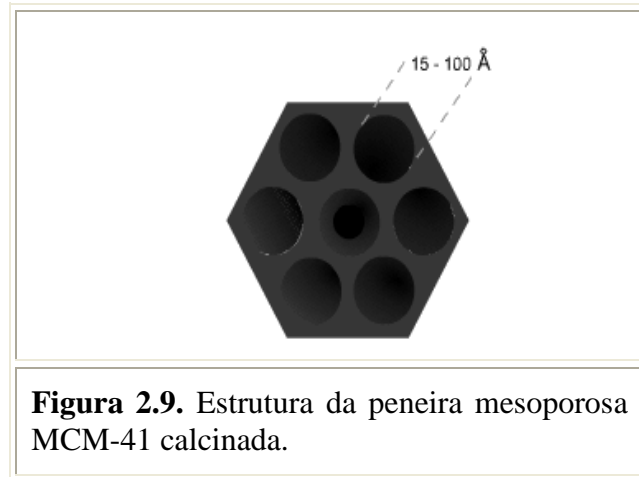 15 - 100 Å
Figura 2.9. Estrutura da peneira mesoporosa
MCM-41 calcinada.